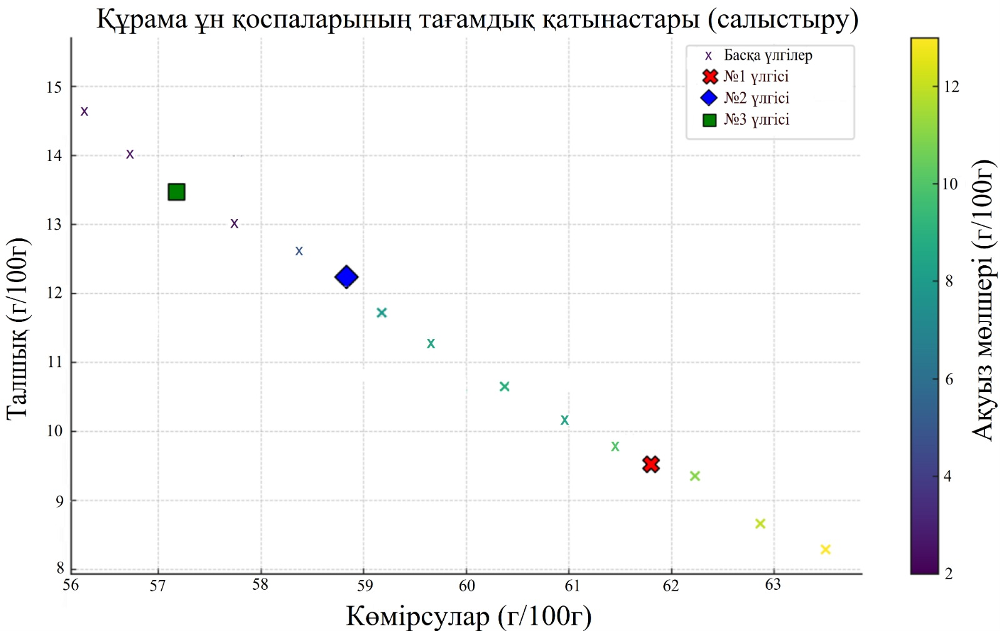 Құрама ұн қоспаларының тағамдық қатынастары (салыстыру)
x Басқа үлгілер
№1 үлгісі
№2 үлгісі
№3 үлгісі
Талшық (г/100г)
15
14
13
12
11
10
9
8
56 57 58 59 60 61 62 63
Көмірсулар (г/100г)
12
10
8
6
4
2
Ақуыз мөлшері (г/100г)